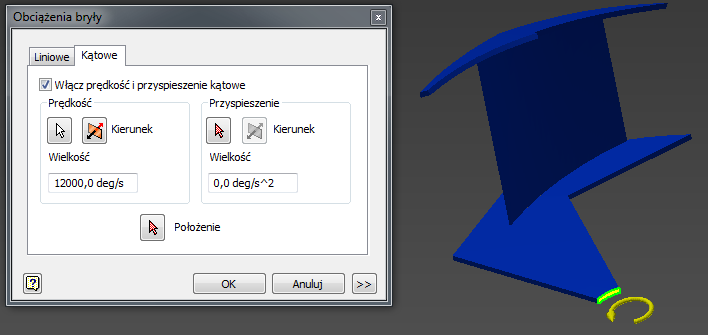 Obciążenia bryły
Liniowe Kątowe
Włącz prędkość i przyspieszenie kątowe
Prędkość Przyspieszenie
Kierunek Kierunek
Wielkość Wielkość
12000,0 deg/s 0,0 deg/s^2
Położenie
? OK Anuluj >>